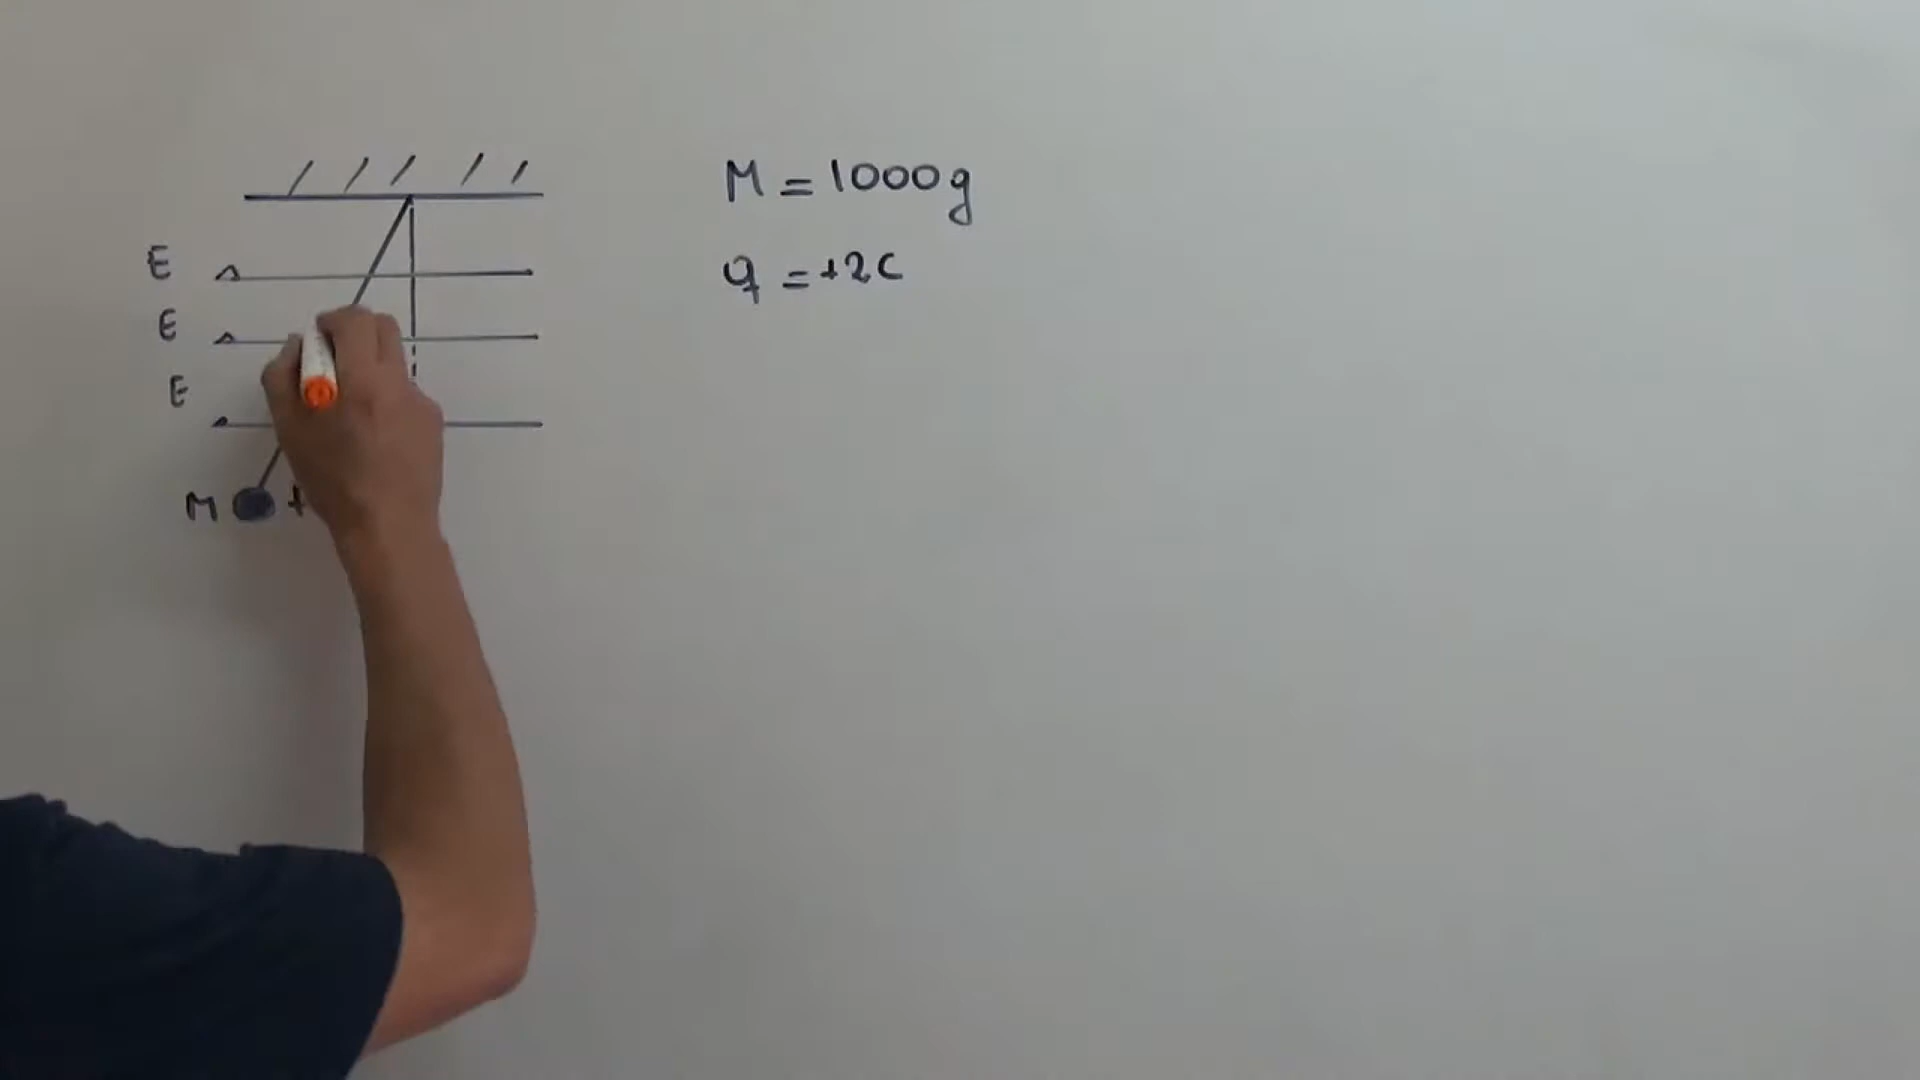 M = 1000g
q = +2C
E
E
E
M +